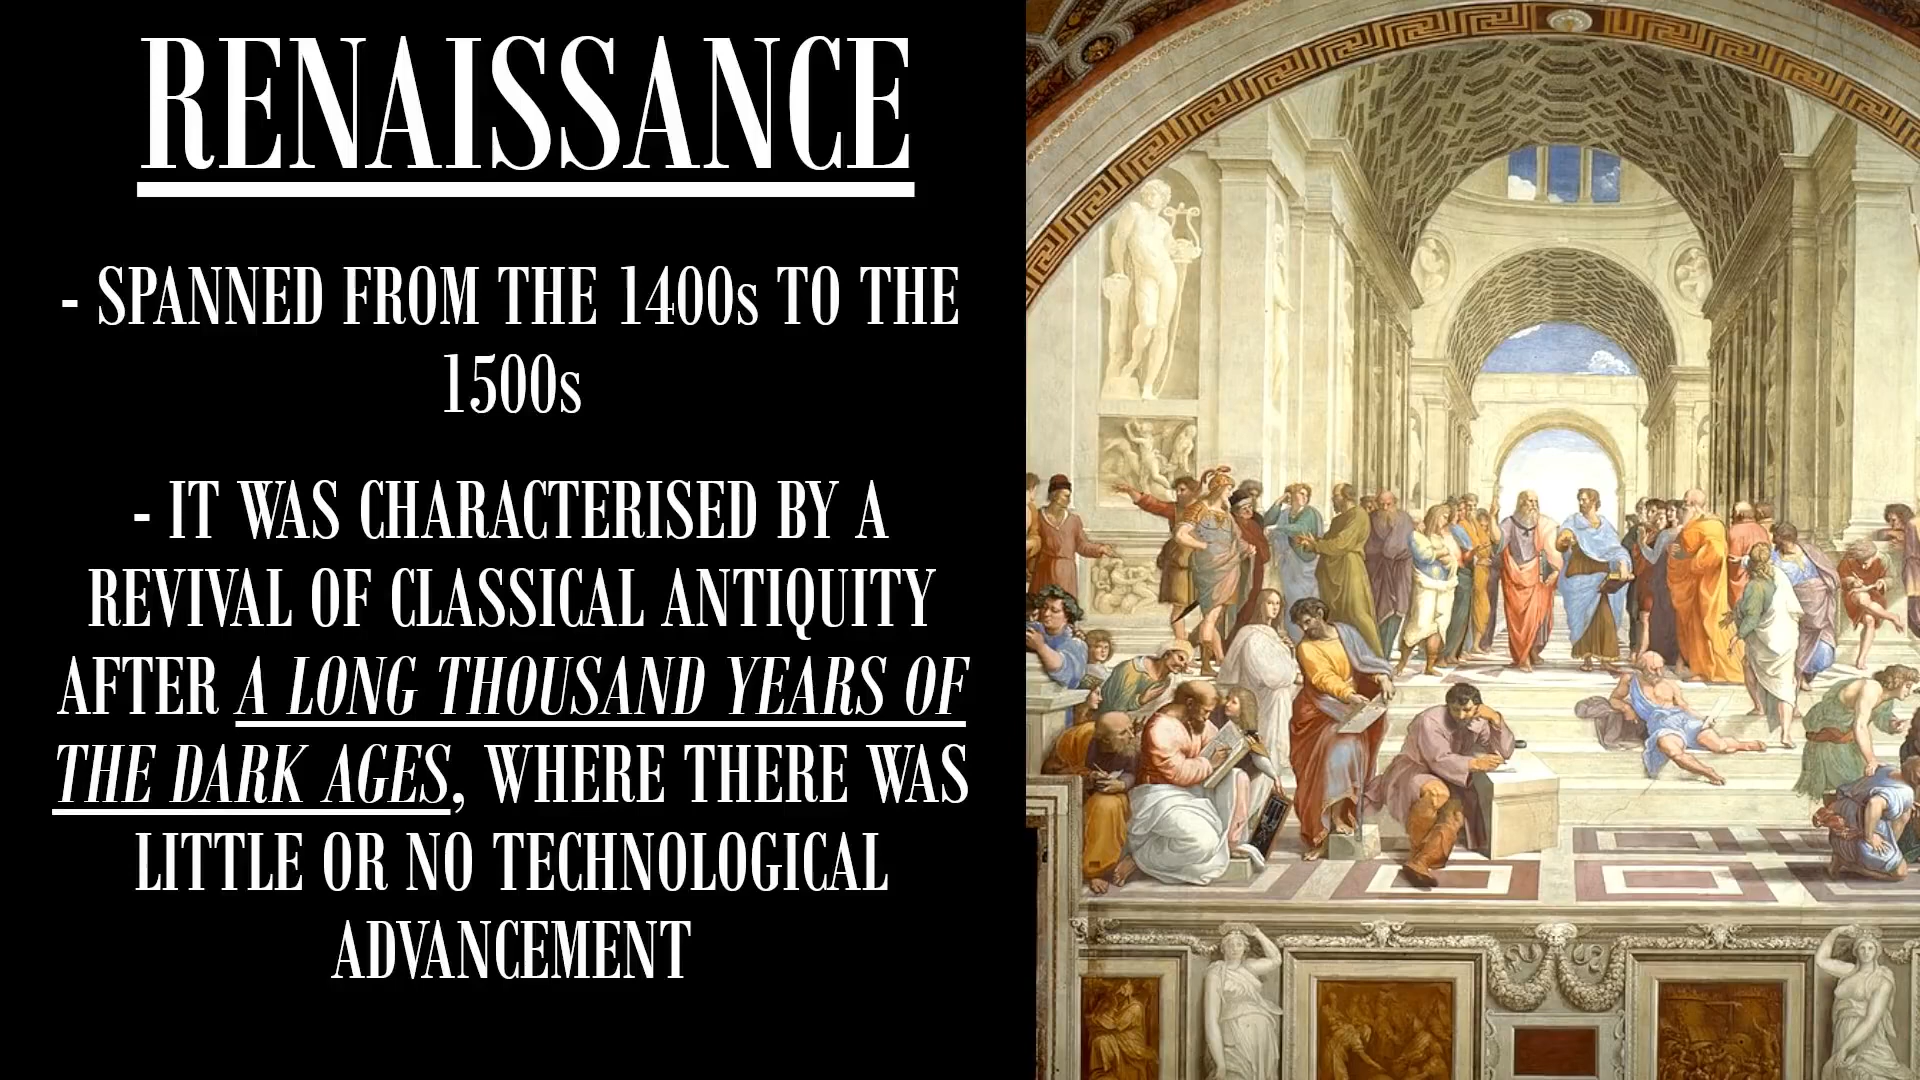 RENAISSANCE
- SPANNED FROM THE 1400s TO THE
1500s
- IT WAS CHARACTERISED BY A
REVIVAL OF CLASSICAL ANTIQUITY
AFTER A LONG THOUSAND YEARS OF
THE DARK AGES, WHERE THERE WAS
LITTLE OR NO TECHNOLOGICAL
ADVANCEMENT